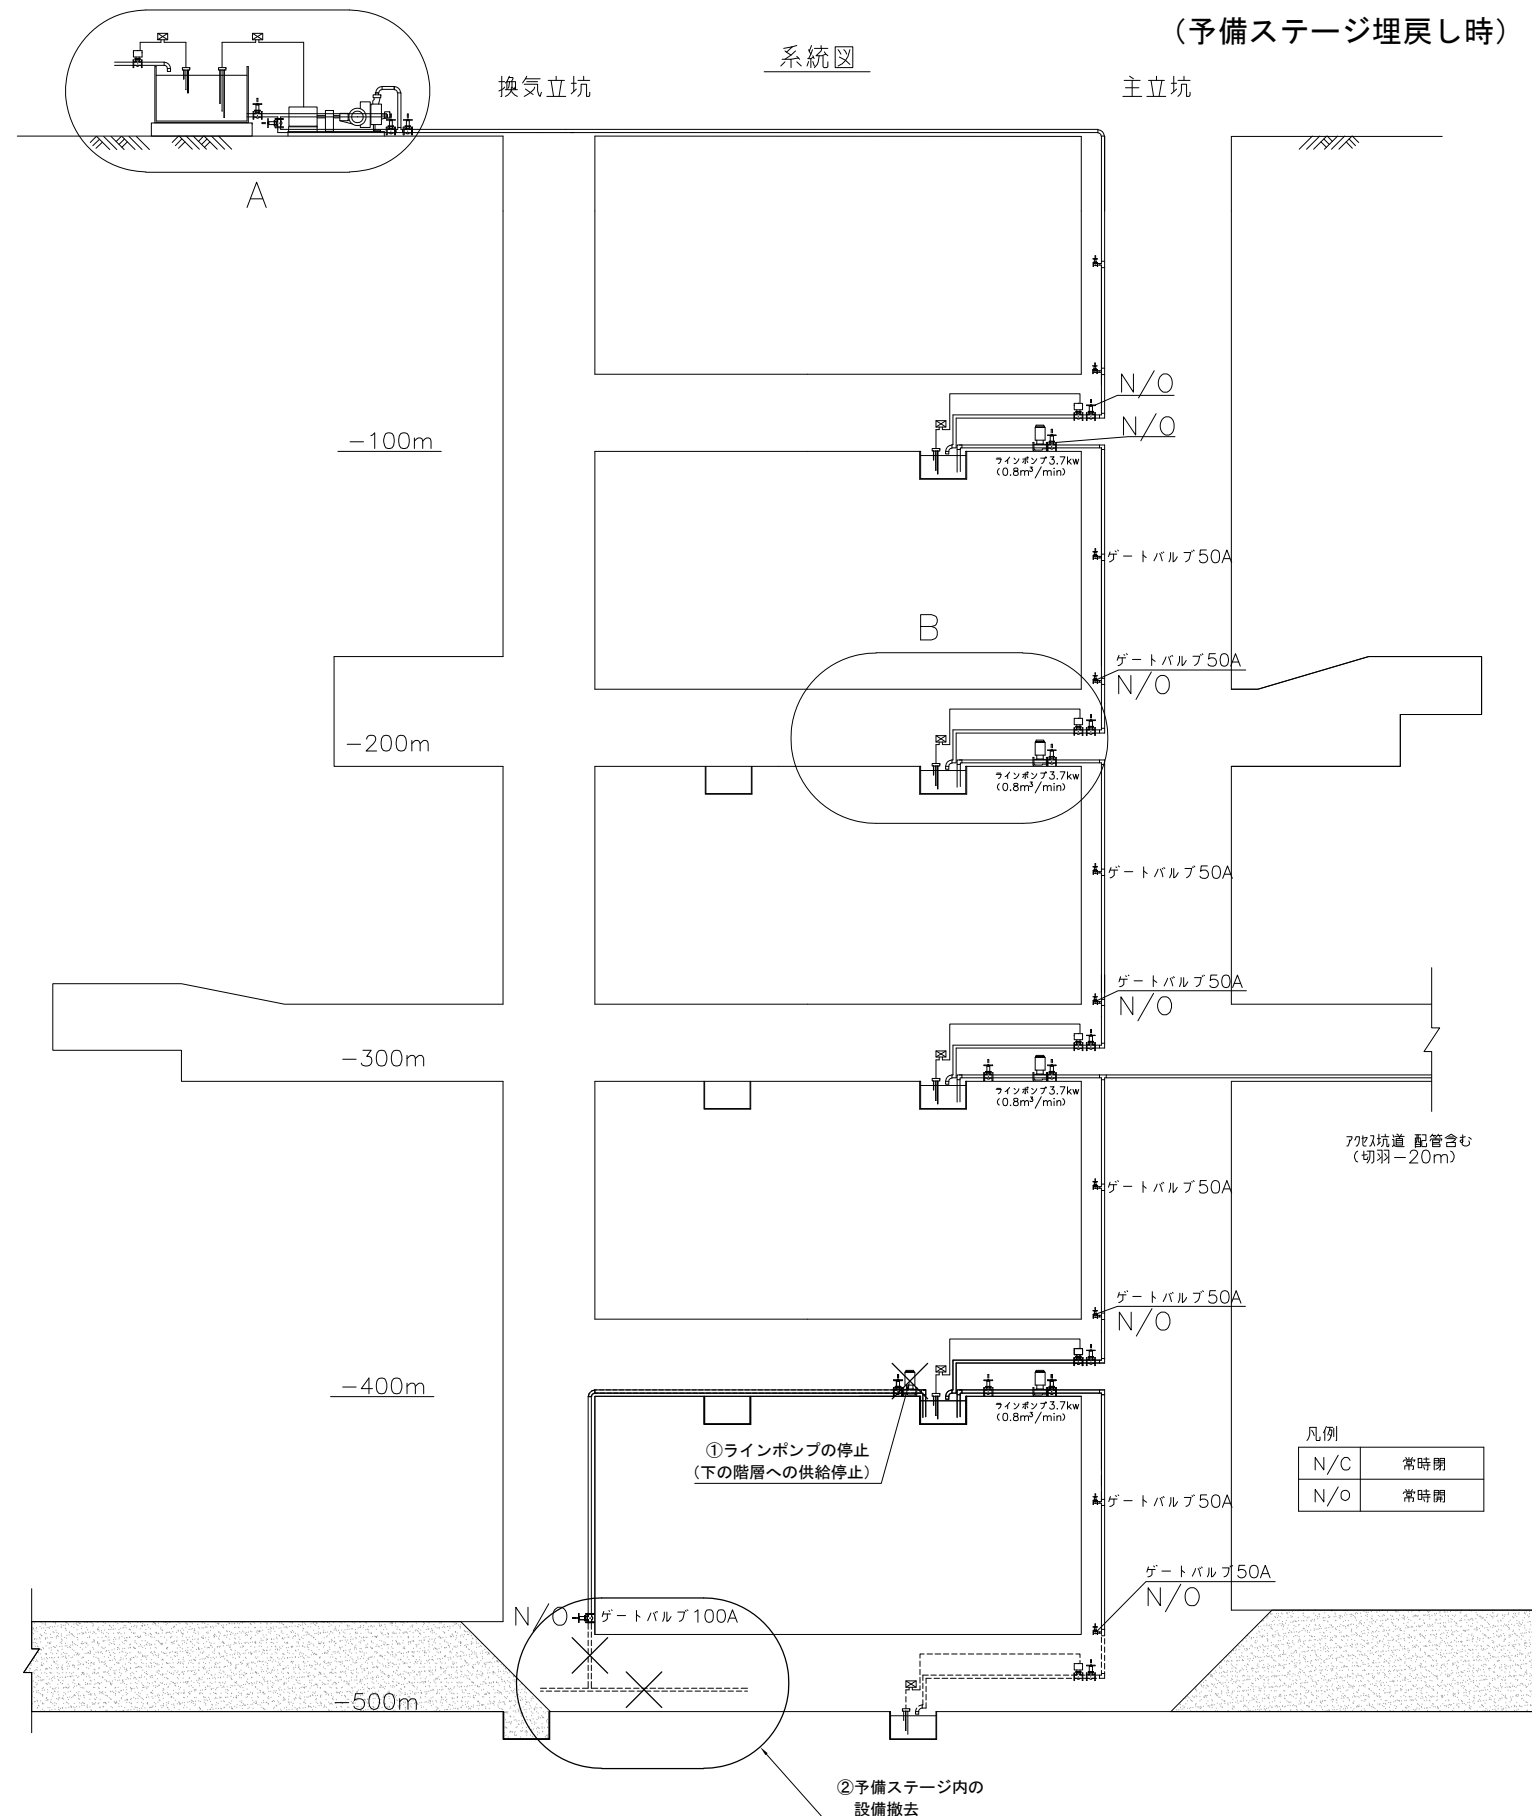 (予備ステージ埋戻し時)
系統図
換気立坑
主立坑
A
N/O
-100m
N/O
ラインポンプ3.7kw
(0.8m³/min)
ゲートバルブ50A
B
ゲートバルブ50A
N/O
-200m
ラインポンプ3.7kw
(0.8m³/min)
ゲートバルブ50A
ゲートバルブ50A
N/O
-300m
ラインポンプ3.7kw
(0.8m³/min)
アクセス坑道 配管含む
(切羽-20m)
ゲートバルブ50A
ゲートバルブ50A
N/O
-400m
ラインポンプ3.7kw
(0.8m³/min)
①ラインポンプの停止
(下の階層への供給停止)
凡例
N/C 常時閉
N/O 常時開
ゲートバルブ50A
ゲートバルブ50A
N/O
N/O ゲートバルブ100A
-500m
②予備ステージ内の
設備撤去